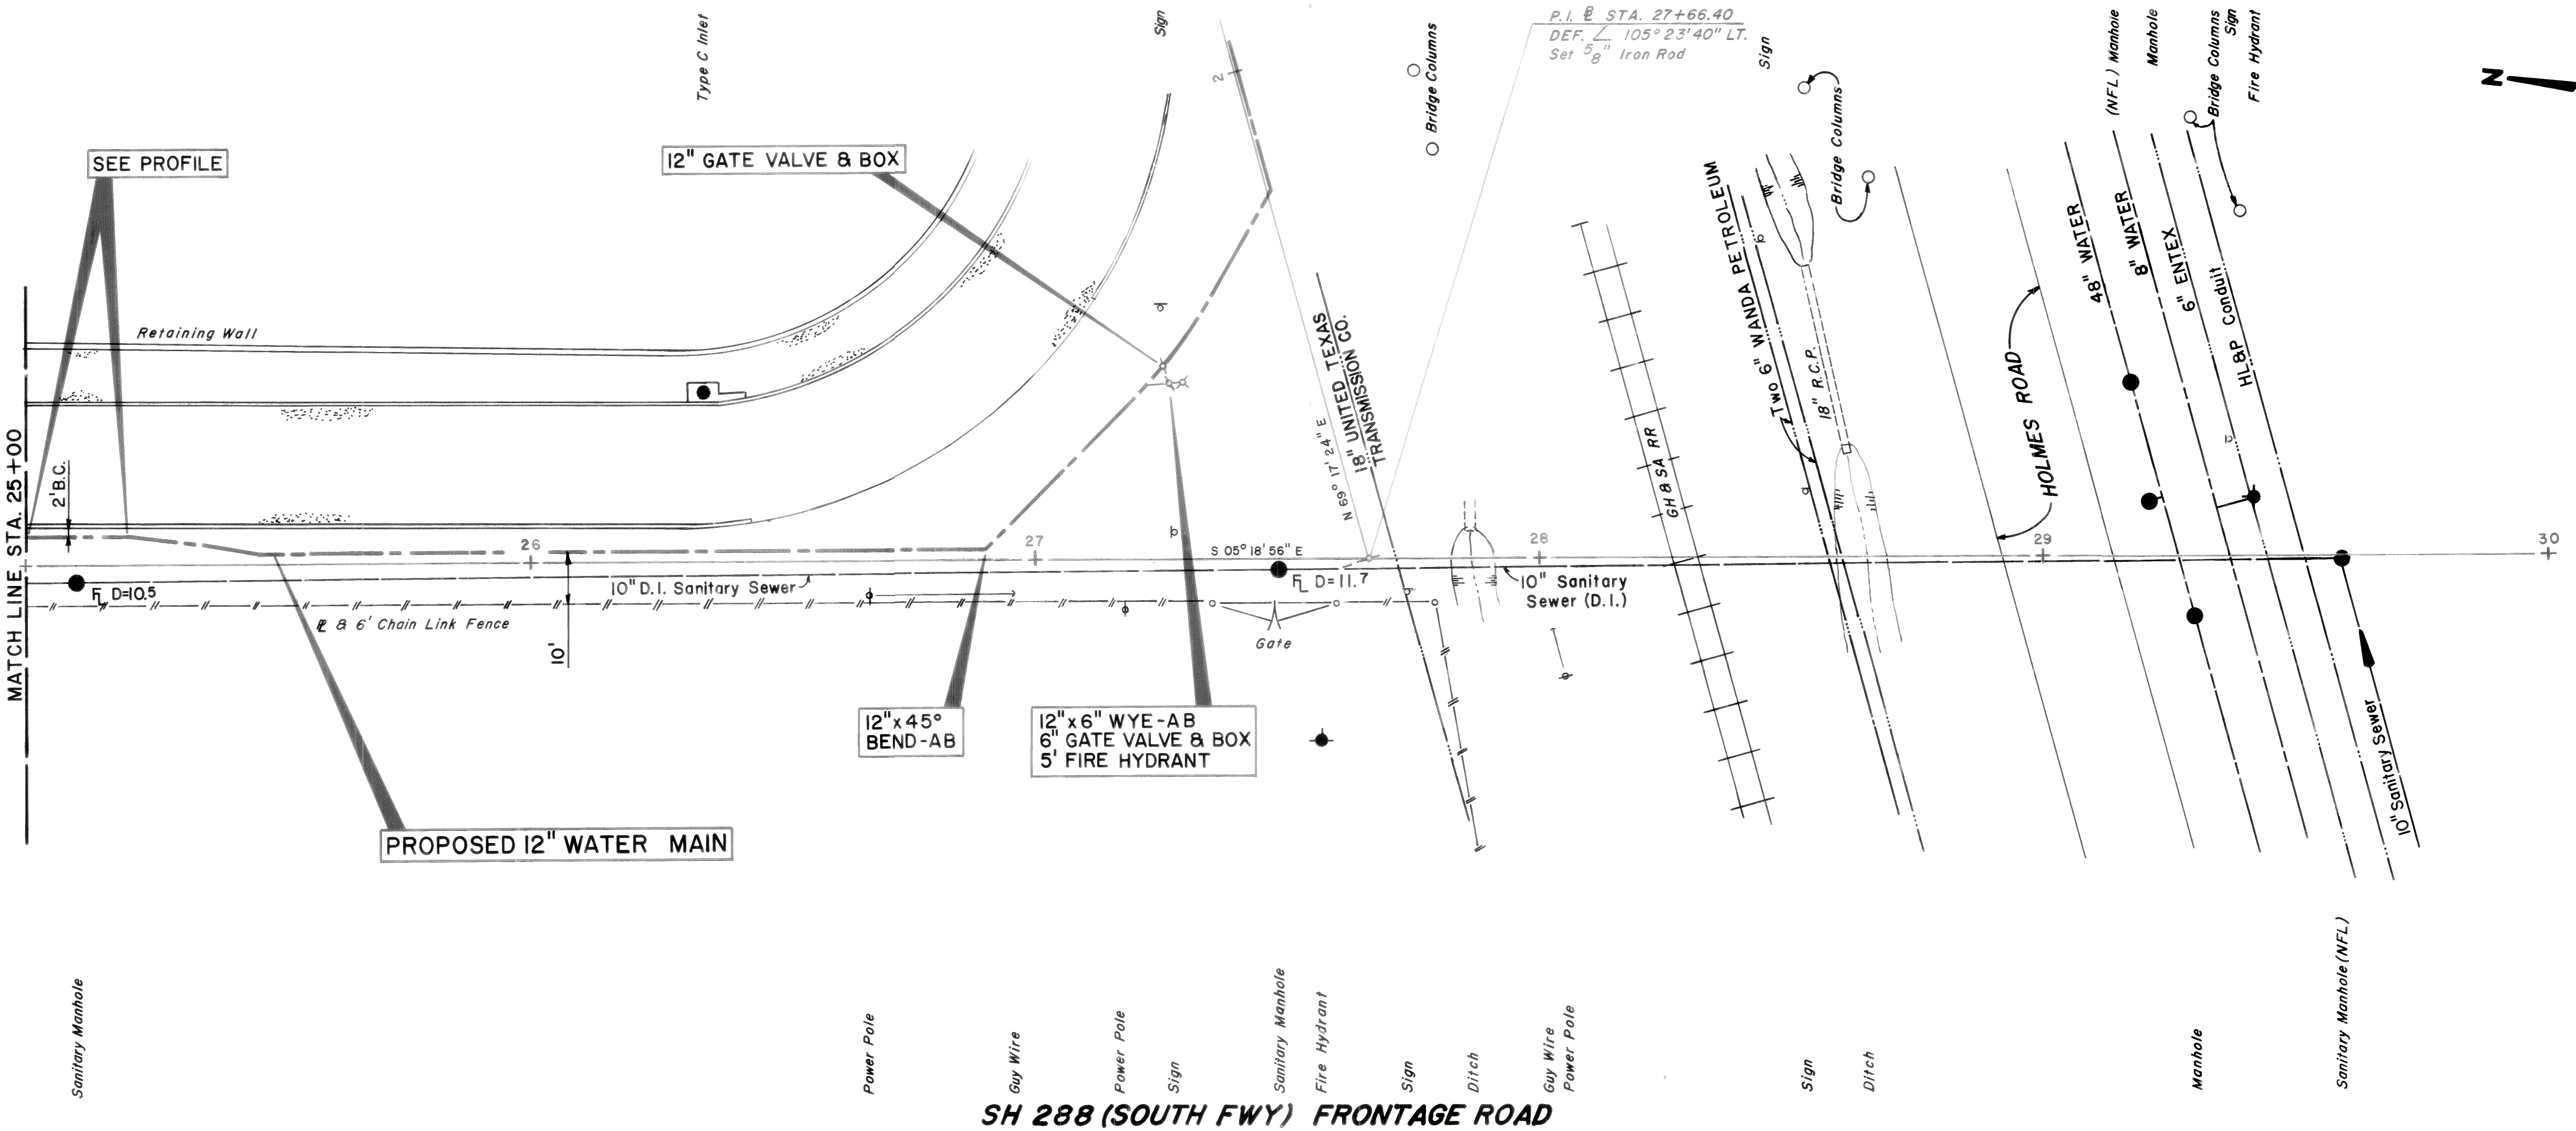 Type C Inlet
Sign
Bridge Columns
P.I. ⅊ STA. 27+66.40
DEF. ∠ 105° 23' 40" LT.
Set 5/8" Iron Rod
Sign
Bridge Columns
(NFL) Manhole
Manhole
Bridge Columns
Sign
Fire Hydrant
N
SEE PROFILE
12" GATE VALVE & BOX
2
Retaining Wall
MATCH LINE STA. 25+00
2' B.C.
N 69° 17' 24" E
18" UNITED TEXAS
TRANSMISSION CO.
GH & SA RR
Two 6" WANDA PETROLEUM
18" R.C.P.
HOLMES ROAD
48" WATER
8" WATER
6" ENTEX
HL&P Conduit
26
27
S 05° 18' 56" E
28
29
30
FL D=10.5
10" D.I. Sanitary Sewer
FL D=11.7
10" Sanitary
Sewer (D.I.)
⅊ & 6' Chain Link Fence
10'
Gate
12" x 45°
BEND-AB
12" x 6" WYE-AB
6" GATE VALVE & BOX
5' FIRE HYDRANT
10" Sanitary Sewer
PROPOSED 12" WATER MAIN
Sanitary Manhole
Power Pole
Guy Wire
Power Pole
Sign
Sanitary Manhole
Fire Hydrant
Sign
Ditch
Guy Wire
Power Pole
Sign
Ditch
Manhole
Sanitary Manhole (NFL)
SH 288 (SOUTH FWY) FRONTAGE ROAD